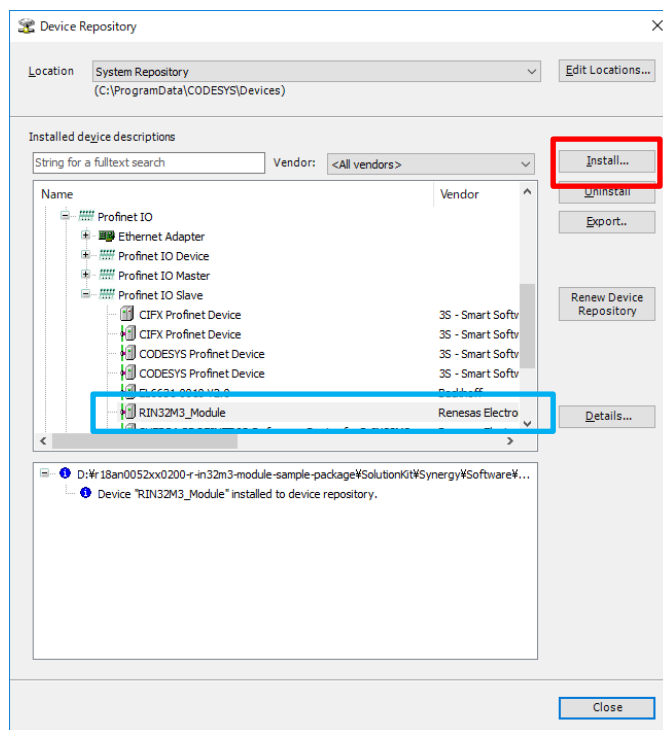 Device Repository
Location System Repository Edit Locations...
(C:\ProgramData\CODESYS\Devices)
Installed device descriptions
String for a fulltext search Vendor: <All vendors> Install...
Name Vendor Uninstall
Profinet IO Export..
Ethernet Adapter
Profinet IO Device
Profinet IO Master
Profinet IO Slave Renew Device
CIFX Profinet Device 3S - Smart Softv Repository
CIFX Profinet Device 3S - Smart Softv
CODESYS Profinet Device 3S - Smart Softv
CODESYS Profinet Device 3S - Smart Softv
RIN32M3_Module Renesas Electro Details...
D:¥r18an0052xx0200-r-in32m3-module-sample-package¥SolutionKit¥Synergy¥Software¥...
Device "RIN32M3_Module" installed to device repository.
Close